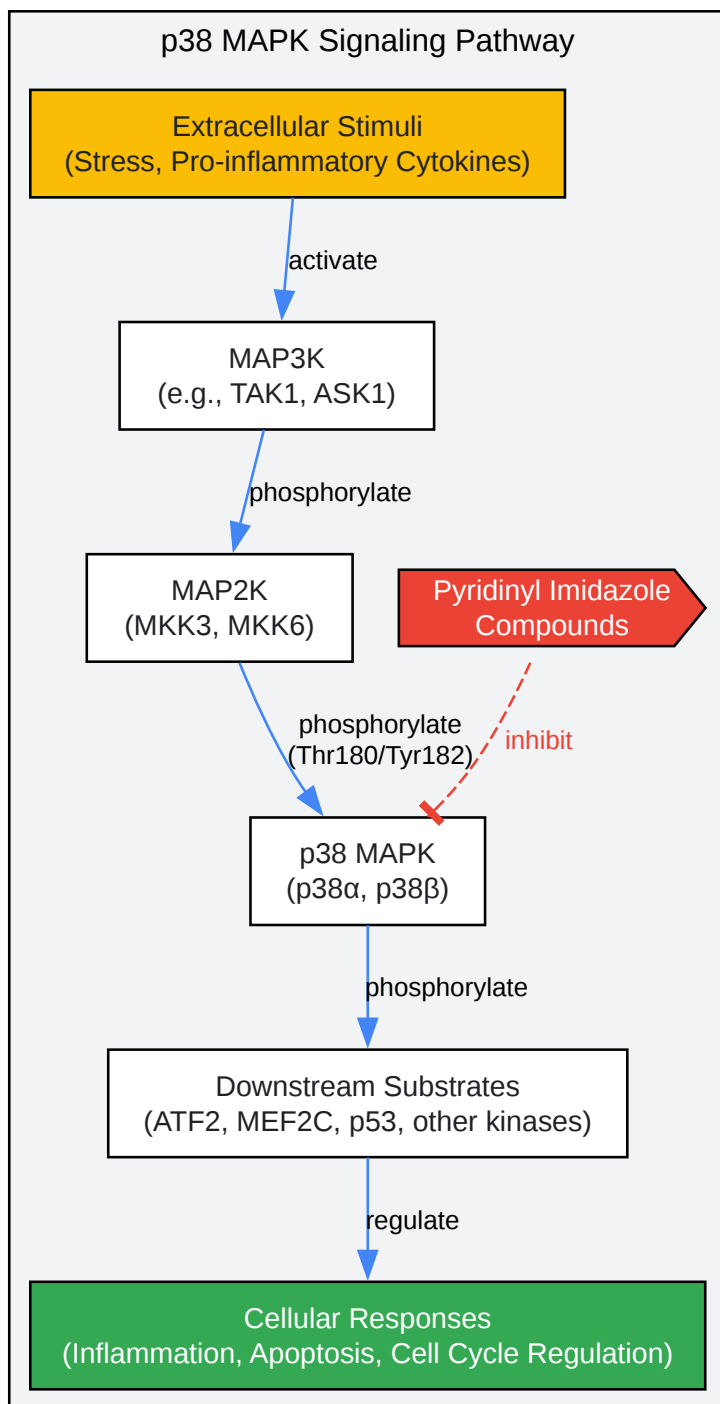 p38 MAPK Signaling Pathway
Extracellular Stimuli
(Stress, Pro-inflammatory Cytokines)
activate
MAP3K
(e.g., TAK1, ASK1)
phosphorylate
MAP2K
(MKK3, MKK6)
Pyridinyl Imidazole
Compounds
phosphorylate
(Thr180/Tyr182)
inhibit
p38 MAPK
(p38α, p38β)
phosphorylate
Downstream Substrates
(ATF2, MEF2C, p53, other kinases)
regulate
Cellular Responses
(Inflammation, Apoptosis, Cell Cycle Regulation)